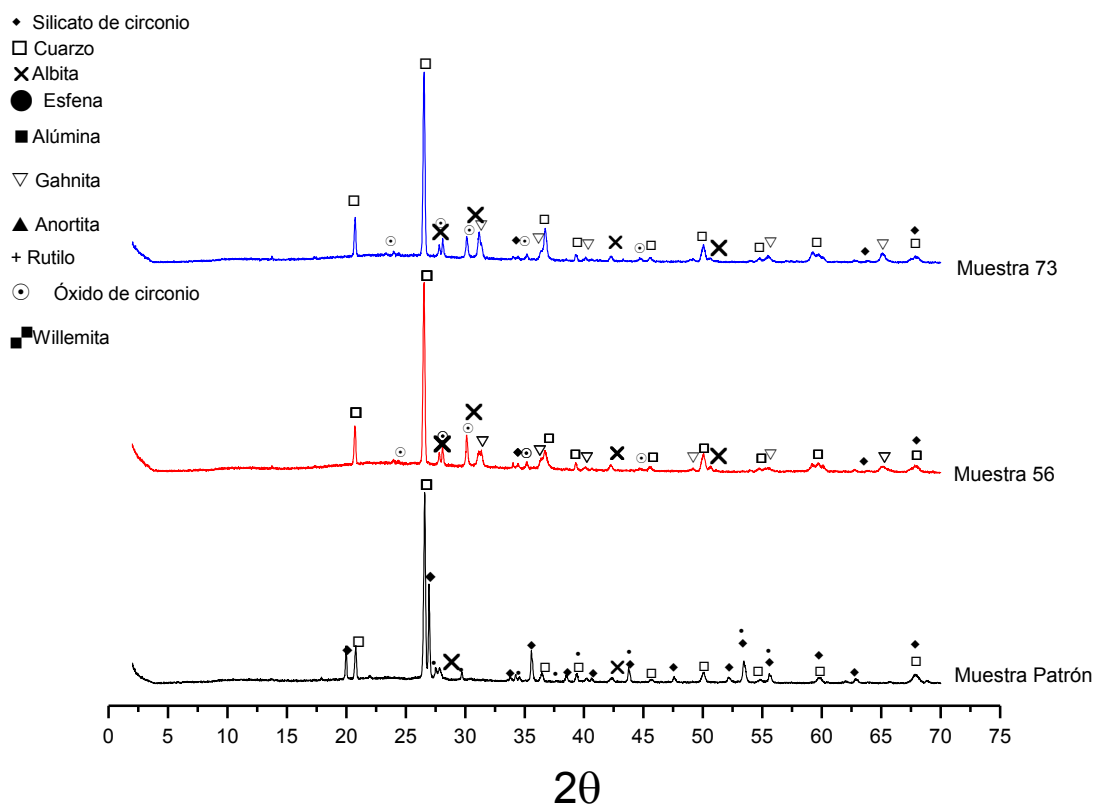 Silicato de circonio
Cuarzo
Albita
Esfena
Alúmina
Gahnita
Anortita
+ Rutilo
Óxido de circonio
Willemita
Muestra 73
Muestra 56
Muestra Patrón
0 5 10 15 20 25 30 35 40 45 50 55 60 65 70 75
2θ